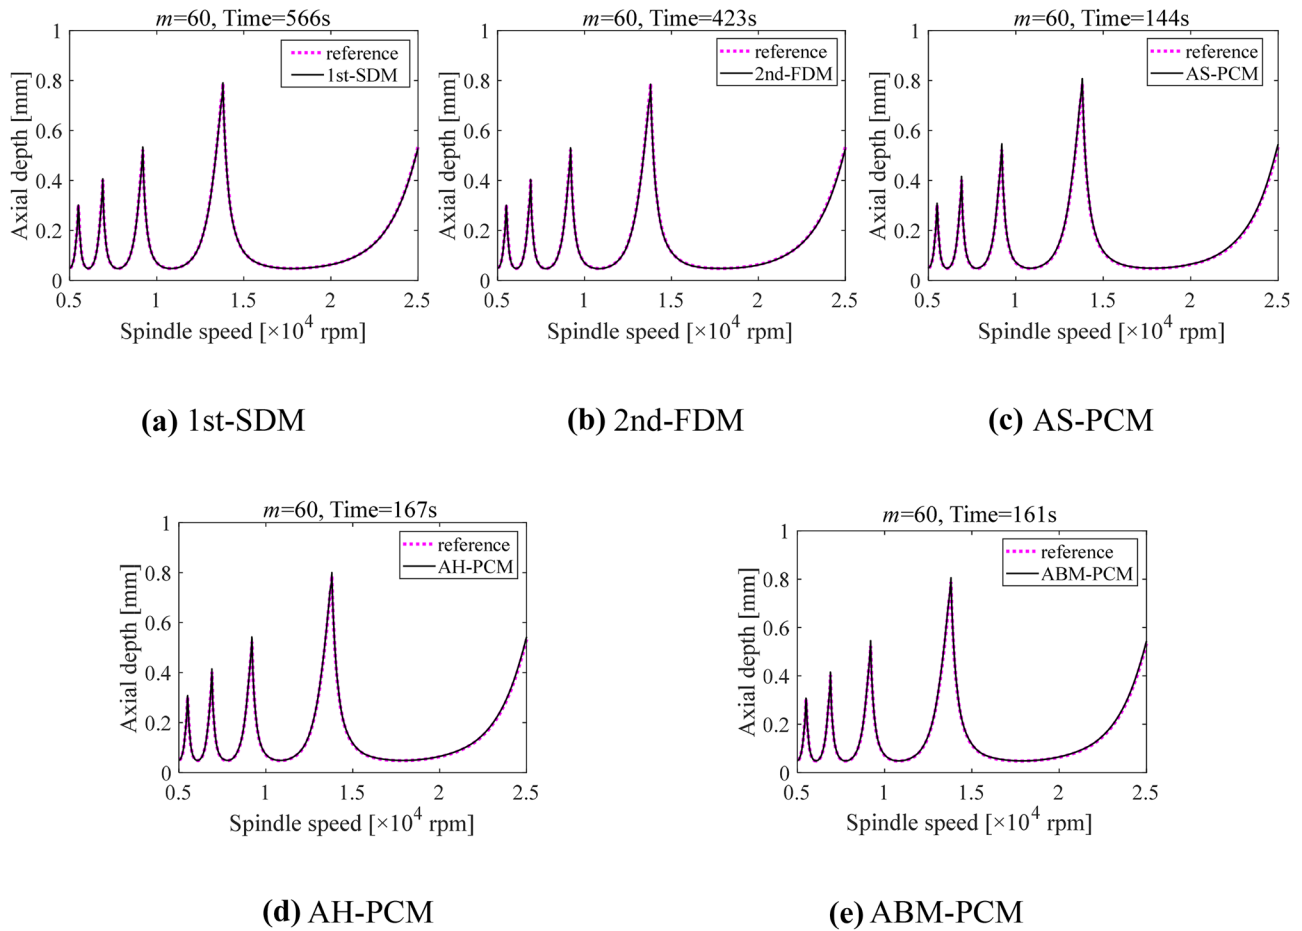 m=60, Time=566s
1
0.8
0.6
0.4
0.2
0
Axial depth [mm]
reference
1st-SDM
0.5
1
1.5
2
2.5
Spindle speed [×10⁴ rpm]
(a) 1st-SDM
m=60, Time=423s
1
0.8
0.6
0.4
0.2
0
Axial depth [mm]
reference
2nd-FDM
0.5
1
1.5
2
2.5
Spindle speed [×10⁴ rpm]
(b) 2nd-FDM
m=60, Time=144s
1
0.8
0.6
0.4
0.2
0
Axial depth [mm]
reference
AS-PCM
0.5
1
1.5
2
2.5
Spindle speed [×10⁴ rpm]
(c) AS-PCM
m=60, Time=167s
1
0.8
0.6
0.4
0.2
0
Axial depth [mm]
reference
AH-PCM
0.5
1
1.5
2
2.5
Spindle speed [×10⁴ rpm]
(d) AH-PCM
m=60, Time=161s
1
0.8
0.6
0.4
0.2
0
Axial depth [mm]
reference
ABM-PCM
0.5
1
1.5
2
2.5
Spindle speed [×10⁴ rpm]
(e) ABM-PCM